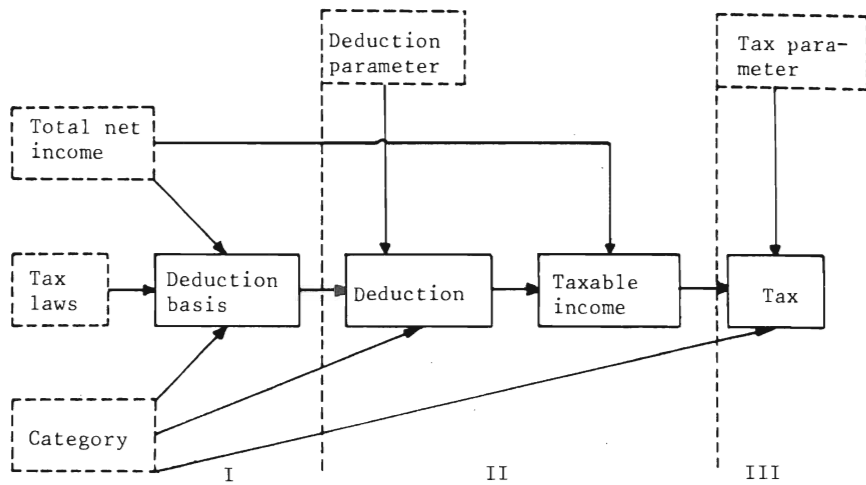 Deduction
parameter
Tax para-
meter
Total net
income
Tax
laws
Deduction
basis
Deduction
Taxable
income
Tax
Category
I
II
III